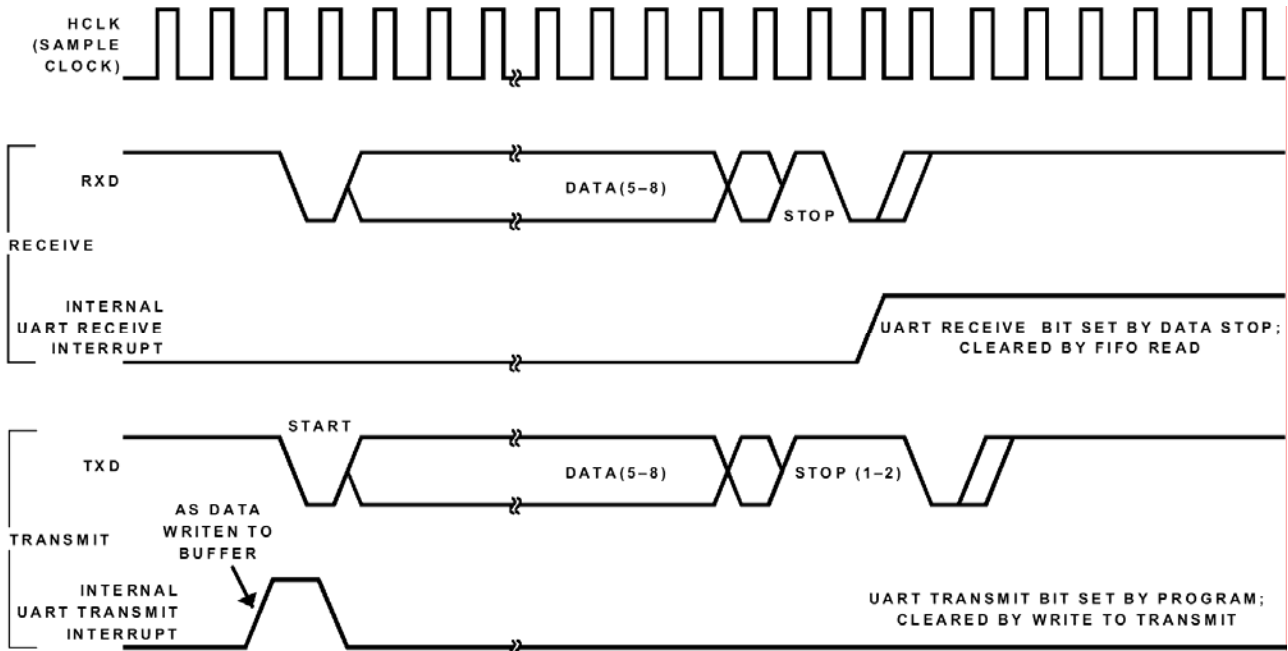 HCLK
(SAMPLE
CLOCK)
RXD
DATA(5–8)
STOP
RECEIVE
INTERNAL
UART RECEIVE
INTERRUPT
UART RECEIVE BIT SET BY DATA STOP;
CLEARED BY FIFO READ
START
TXD
DATA(5–8)
STOP (1–2)
AS DATA
WRITEN TO
BUFFER
TRANSMIT
INTERNAL
UART TRANSMIT
INTERRUPT
UART TRANSMIT BIT SET BY PROGRAM;
CLEARED BY WRITE TO TRANSMIT